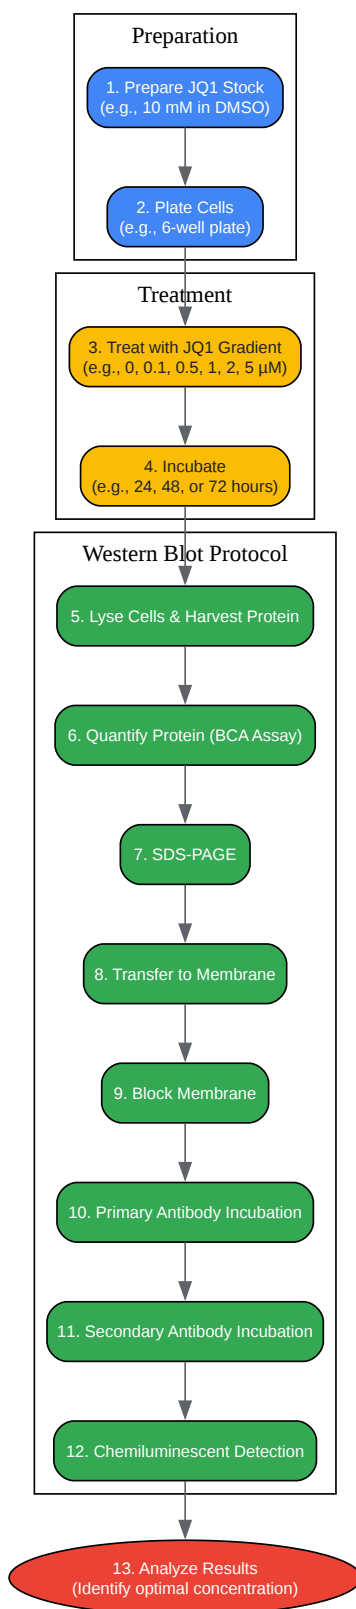 Preparation
1. Prepare JQ1 Stock
(e.g., 10 mM in DMSO)
2. Plate Cells
(e.g., 6-well plate)
Treatment
3. Treat with JQ1 Gradient
(e.g., 0, 0.1, 0.5, 1, 2, 5 µM)
4. Incubate
(e.g., 24, 48, or 72 hours)
Western Blot Protocol
5. Lyse Cells & Harvest Protein
6. Quantify Protein (BCA Assay)
7. SDS-PAGE
8. Transfer to Membrane
9. Block Membrane
10. Primary Antibody Incubation
11. Secondary Antibody Incubation
12. Chemiluminescent Detection
13. Analyze Results
(Identify optimal concentration)